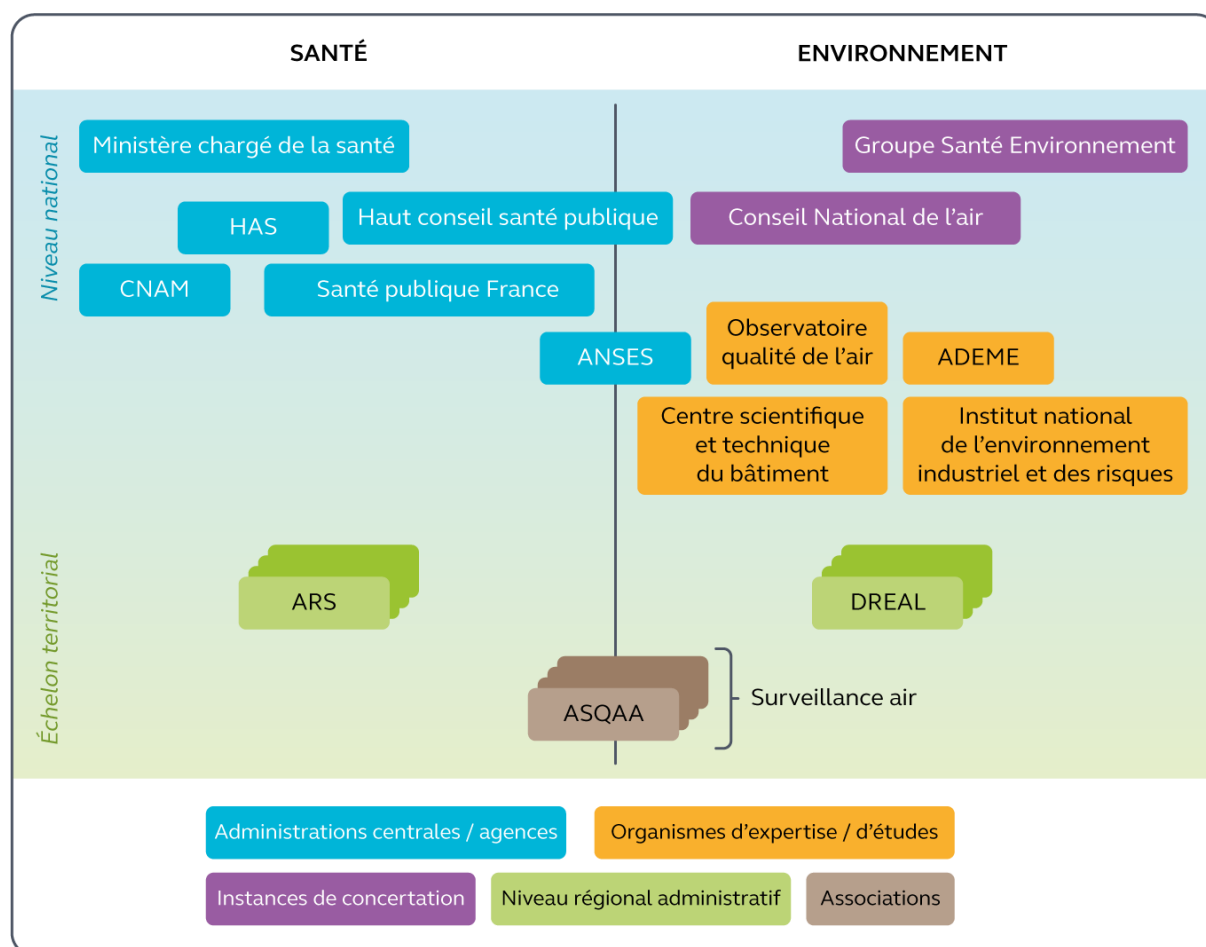 SANTÉ
ENVIRONNEMENT
Niveau national
Ministère chargé de la santé
Groupe Santé Environnement
HAS
Haut conseil santé publique
Conseil National de l’air
CNAM
Santé publique France
ANSES
Observatoire
qualité de l’air
ADEME
Centre scientifique
et technique
du bâtiment
Institut national
de l’environnement
industriel et des risques
Échelon territorial
ARS
DREAL
ASQAA
Surveillance air
Administrations centrales / agences
Organismes d’expertise / d’études
Instances de concertation
Niveau régional administratif
Associations